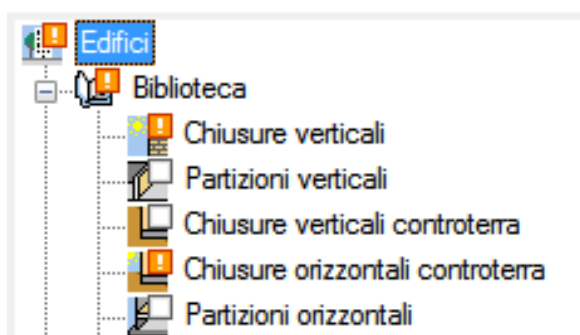 Edifici
Biblioteca
Chiusure verticali
Partizioni verticali
Chiusure verticali controterra
Chiusure orizzontali controterra
Partizioni orizzontali